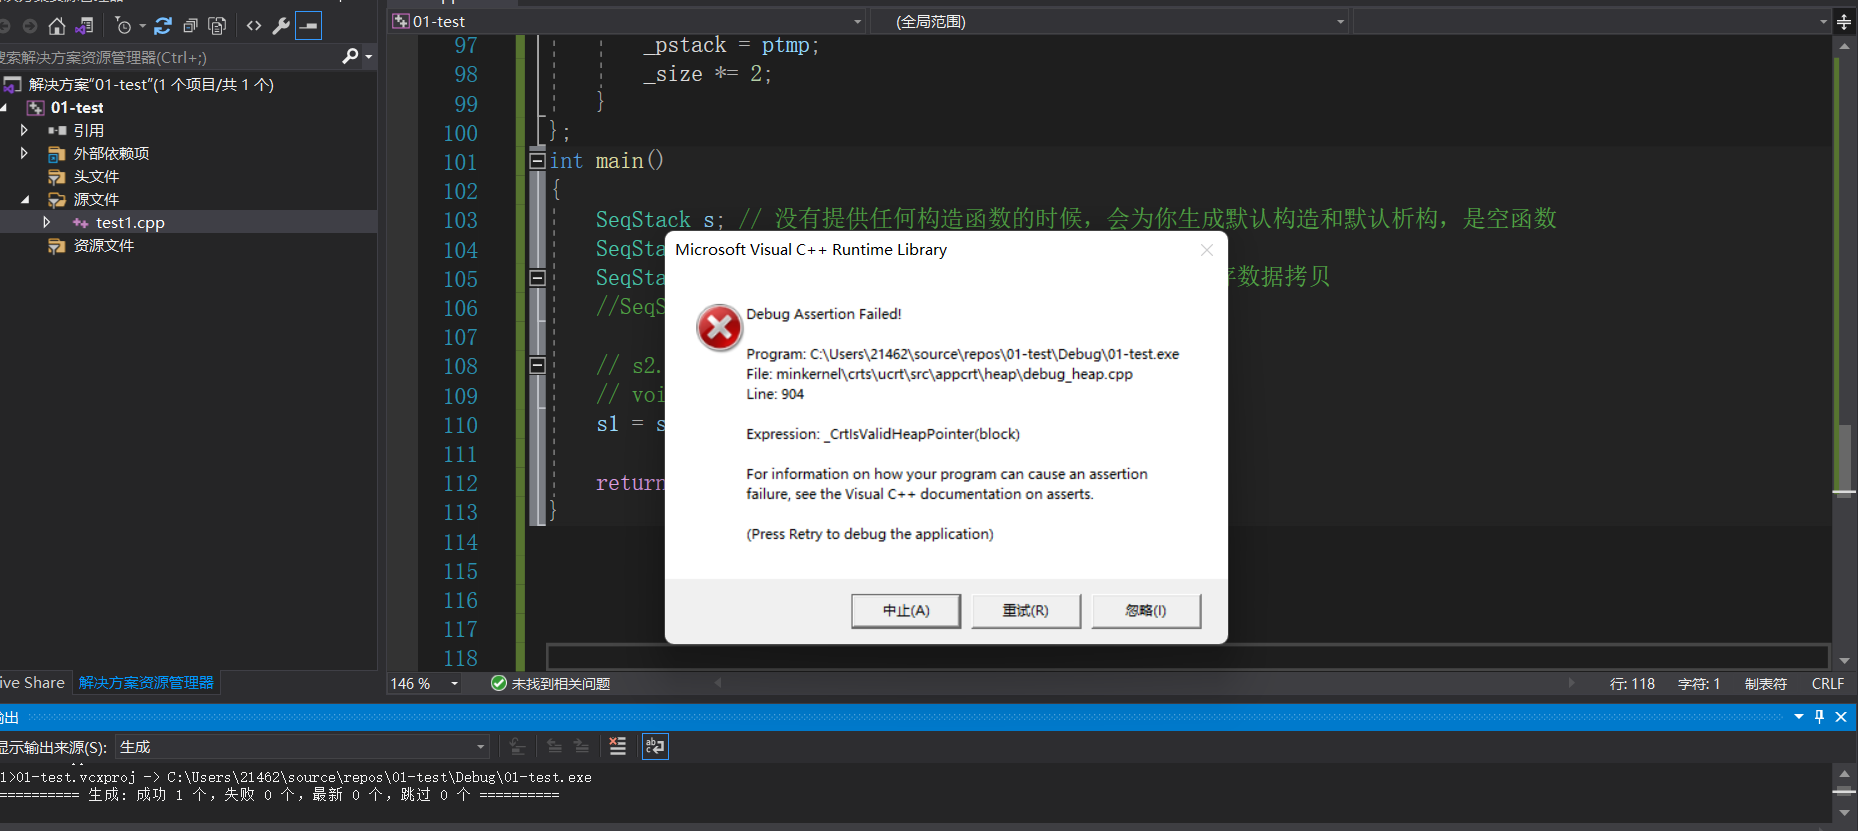 01-test
(全局范围)
搜索解决方案资源管理器(Ctrl+;)
解决方案"01-test"(1 个项目/共 1 个)
01-test
引用
外部依赖项
头文件
源文件
test1.cpp
资源文件
ive Share
解决方案资源管理器
97 _pstack = ptmp;
98 _size *= 2;
99 }
100 };
101 int main()
102 {
103 SeqStack s; // 没有提供任何构造函数的时候，会为你生成默认构造和默认析构，是空函数
104 SeqSta
105 SeqSta 数据拷贝
106 //SeqS
107
108 // s2.
109 // voi
110 s1 = s
111
112 return
113 }
114
115
116
117
118
Microsoft Visual C++ Runtime Library
Debug Assertion Failed!
Program: C:\Users\21462\source\repos\01-test\Debug\01-test.exe
File: minkernel\crts\ucrt\src\appcrt\heap\debug_heap.cpp
Line: 904
Expression: _CrtIsValidHeapPointer(block)
For information on how your program can cause an assertion
failure, see the Visual C++ documentation on asserts.
(Press Retry to debug the application)
中止(A)
重试(R)
忽略(I)
146 %
未找到相关问题
行: 118
字符: 1
制表符
CRLF
输出
显示输出来源(S): 生成
1>01-test.vcxproj -> C:\Users\21462\source\repos\01-test\Debug\01-test.exe
========== 生成: 成功 1 个，失败 0 个，最新 0 个，跳过 0 个 ==========